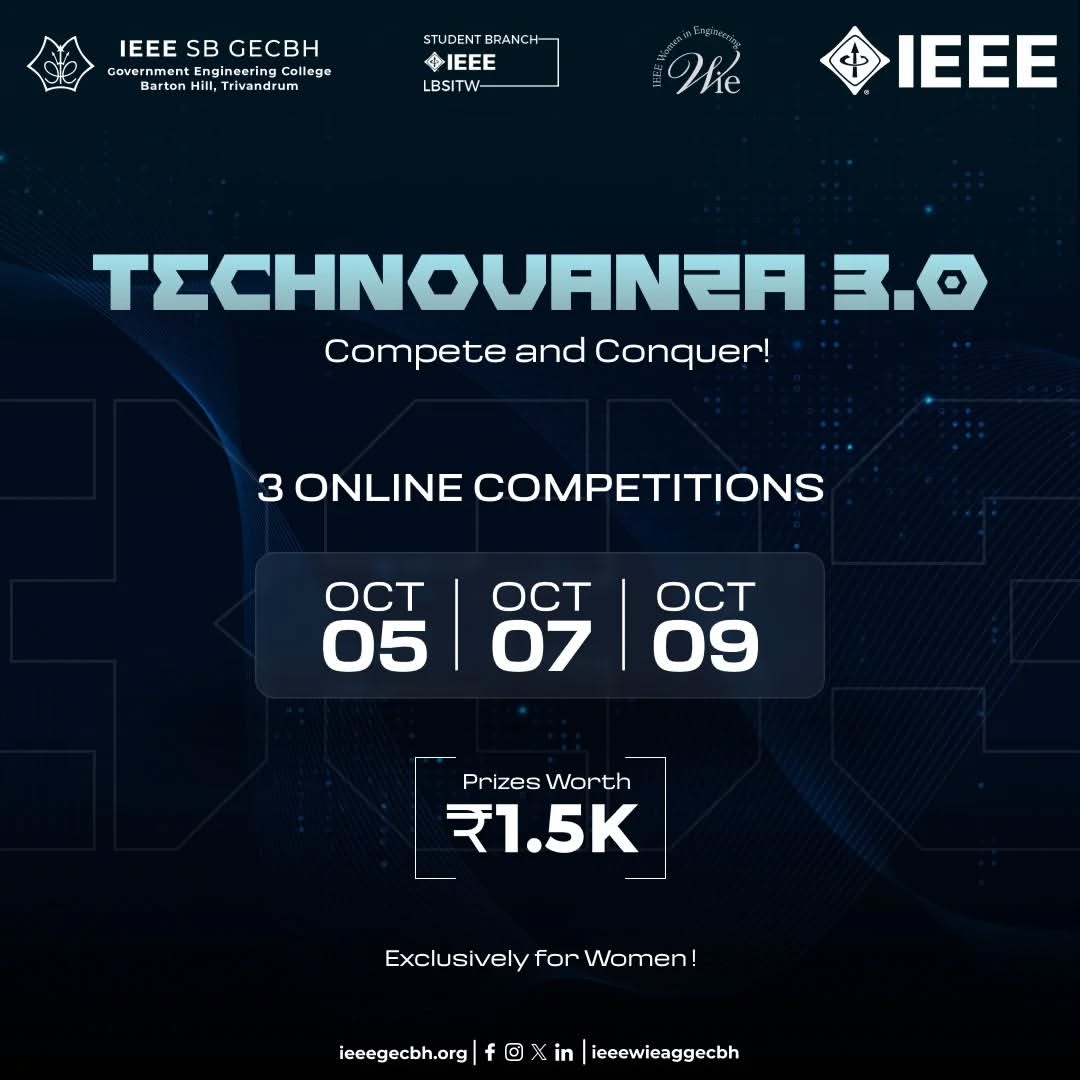 IEEE SB GECBH
Government Engineering College
Barton Hill, Trivandrum
STUDENT BRANCH
IEEE
LBSITW
IEEE Women in Engineering
Wie
IEEE
TECHNOVANZA 3.0
Compete and Conquer!
3 ONLINE COMPETITIONS
OCT
05
OCT
07
OCT
09
Prizes Worth
₹1.5K
Exclusively for Women !
ieeegecbh.org | ieeewieaggecbh